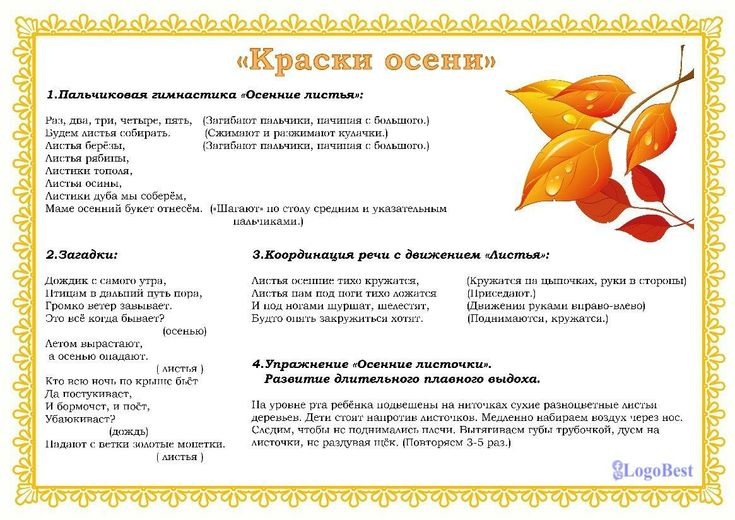 «Краски осени»
1.Пальчиковая гимнастика «Осенние листья»:
Раз, два, три, четыре, пять, (Загибают пальчики, начиная с большого.)
Будем листья собирать. (Сжимают и разжимают кулачки.)
Листья берёзы, (Загибают пальчики, начиная с большого.)
Листья рябины,
Листики тополя,
Листья осины,
Листики дуба мы соберём,
Маме осенний букет отнесём. («Шагают» по столу средним и указательным
пальчиками.)
2.Загадки:
Дождик с самого утра,
Птицам в дальний путь пора,
Громко ветер завывает.
Это всё когда бывает?
(осенью)
Летом вырастают,
а осенью опадают.
( листья )
Кто всю ночь по крыше бьёт
Да постукивает,
И бормочет, и поёт,
Убаюкивает?
(дождь)
Падают с ветки золотые монетки.
( листья )
3.Координация речи с движением «Листья»:
Листья осенние тихо кружатся, (Кружатся на цыпочках, руки в стороны)
Листья нам под ноги тихо ложатся (Приседают.)
И под ногами шуршат, шелестят, (Движения руками вправо-влево)
Будто опять закружиться хотят. (Поднимаются, кружатся.)
4.Упражнение «Осенние листочки».
Развитие длительного плавного выдоха.
На уровне рта ребёнка подвешены на ниточках сухие разноцветные листья
деревьев. Дети стоят напротив листочков. Медленно набираем воздух через нос.
Следим, чтобы не поднимались плечи. Вытягиваем губы трубочкой, дуем на
листочки, не раздувая щёк. (Повторяем 3-5 раз.)
LogoBest